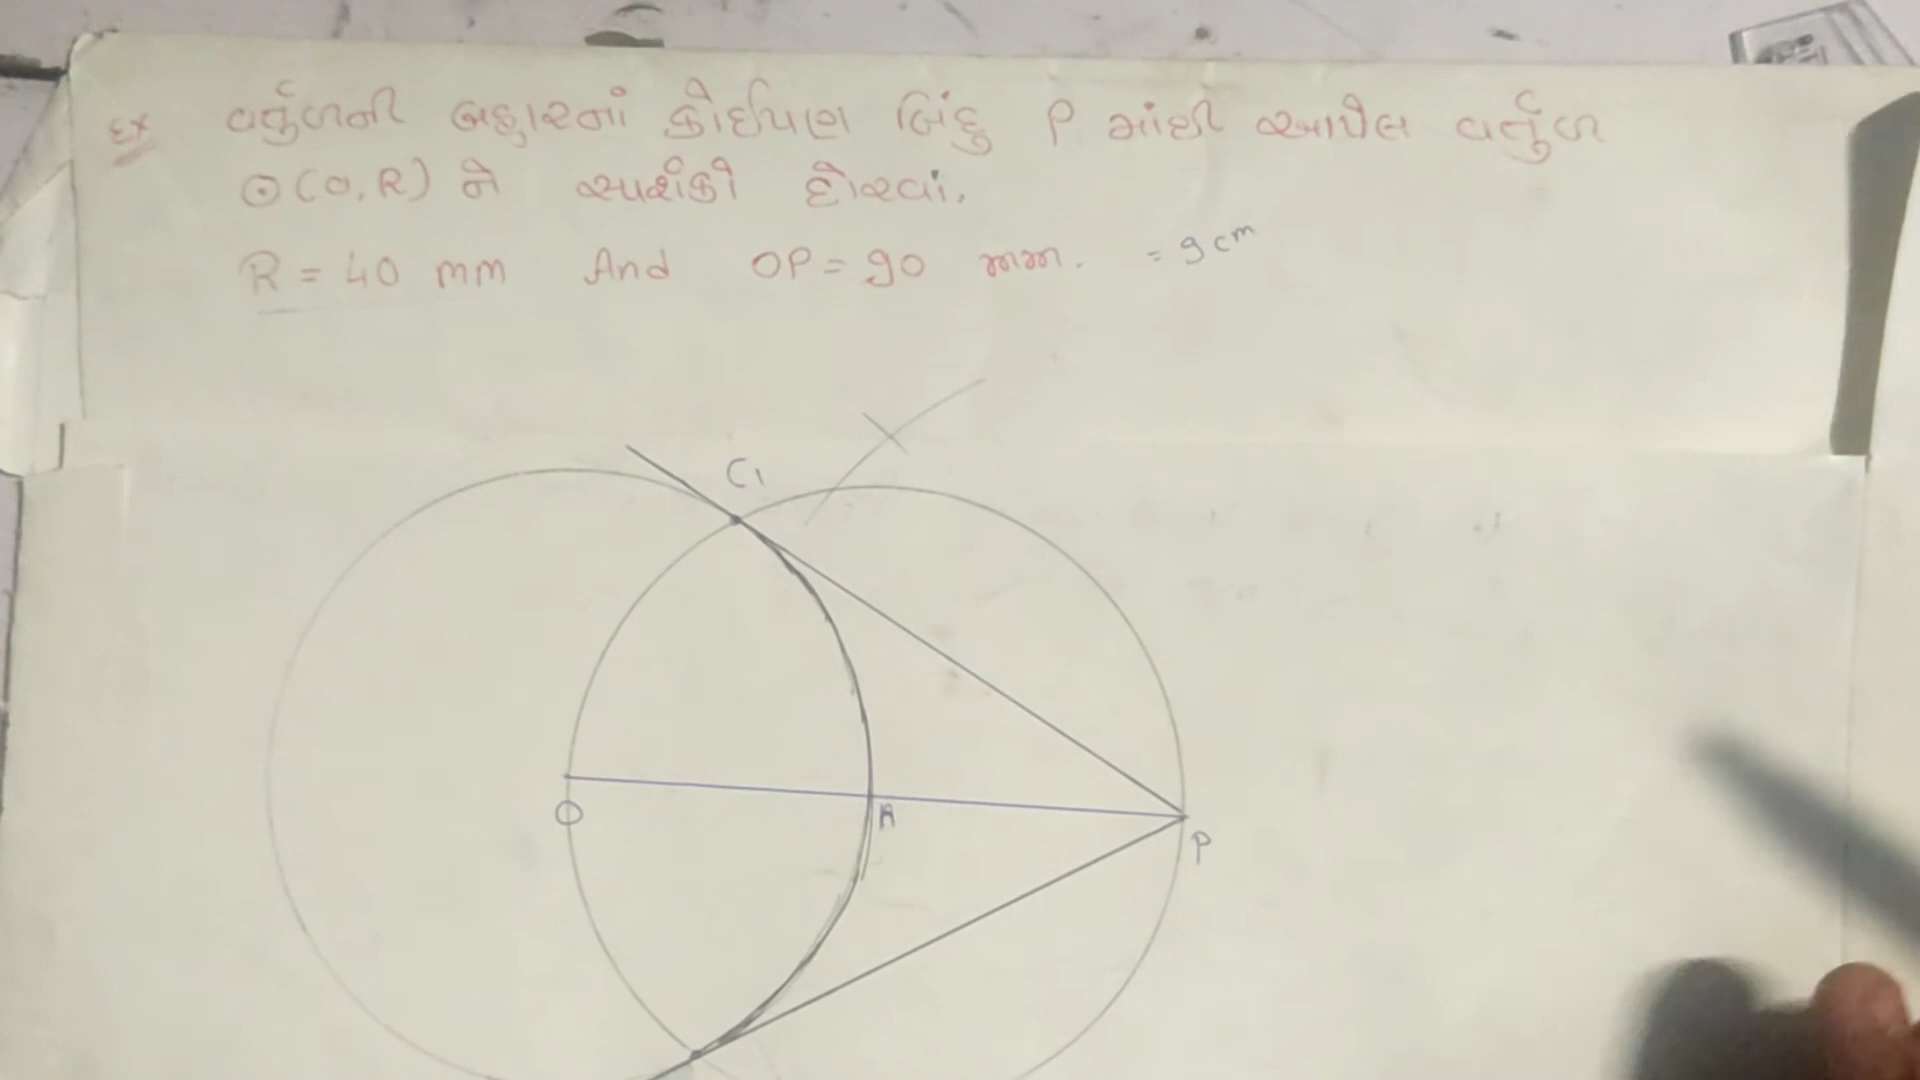 Ex વર્તુળની બહારનાં કોઈપણ બિંદુ P માંથી આપેલ વર્તુળ
⊙(O,R) ને સ્પર્શકો દોરવાં.
R = 40 mm And OP = 90 મમ. = 9 cm
C1
O A P